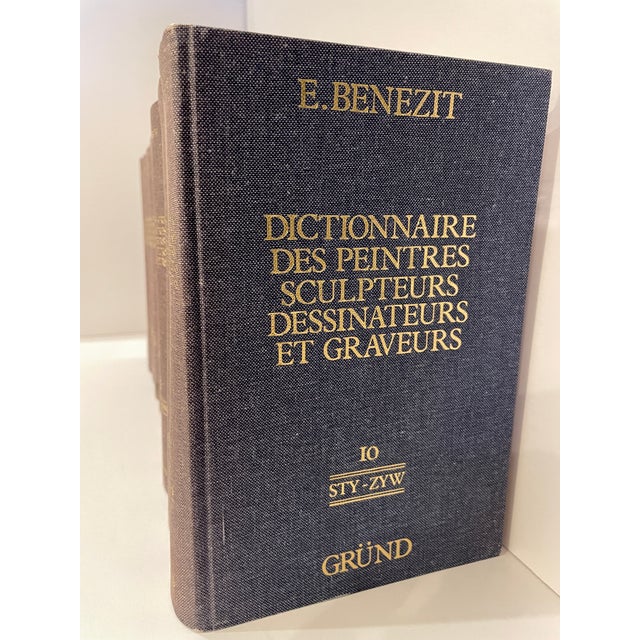 E. BENEZIT
DICTIONNAIRE
DES PEINTRES
SCULPTEURS
DESSINATEURS
ET GRAVEURS
10
STY - ZYW
GRÜND